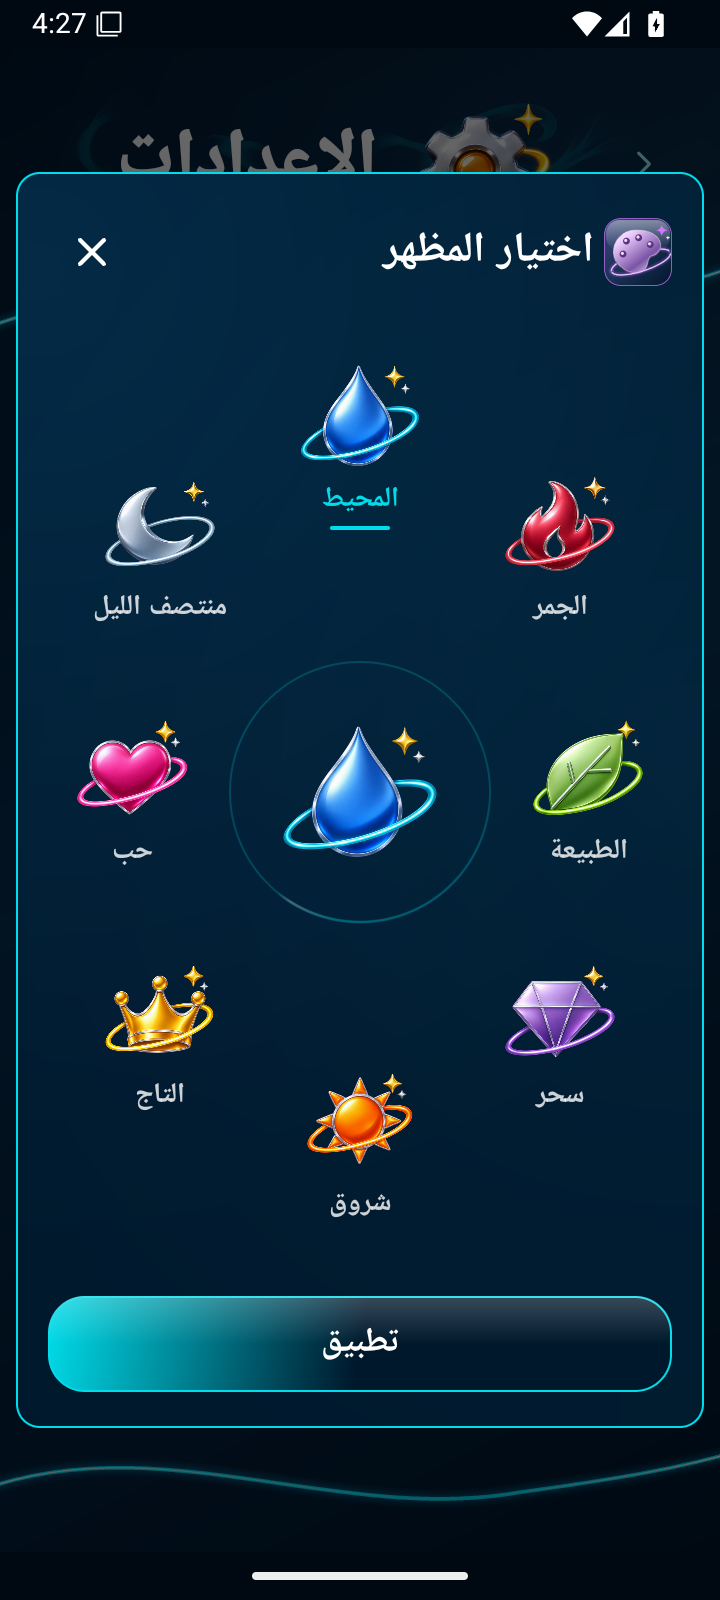 4:27
الإعدادات
اختيار المظهر
المحيط
الجمر
منتصف الليل
الطبيعة
حب
سحر
التاج
شروق
تطبيق